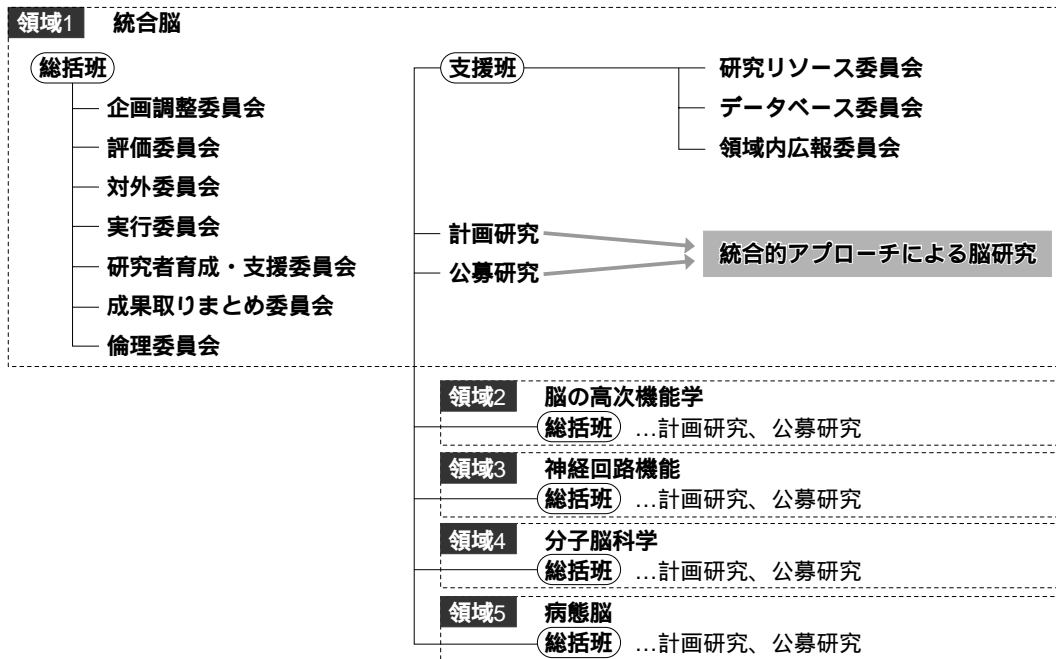 領域1 統合脳
総括班
企画調整委員会
評価委員会
対外委員会
実行委員会
研究者育成・支援委員会
成果取りまとめ委員会
倫理委員会
支援班
研究リソース委員会
データベース委員会
領域内広報委員会
計画研究
公募研究
統合的アプローチによる脳研究
領域2 脳の高次機能学
総括班 …計画研究、公募研究
領域3 神経回路機能
総括班 …計画研究、公募研究
領域4 分子脳科学
総括班 …計画研究、公募研究
領域5 病態脳
総括班 …計画研究、公募研究